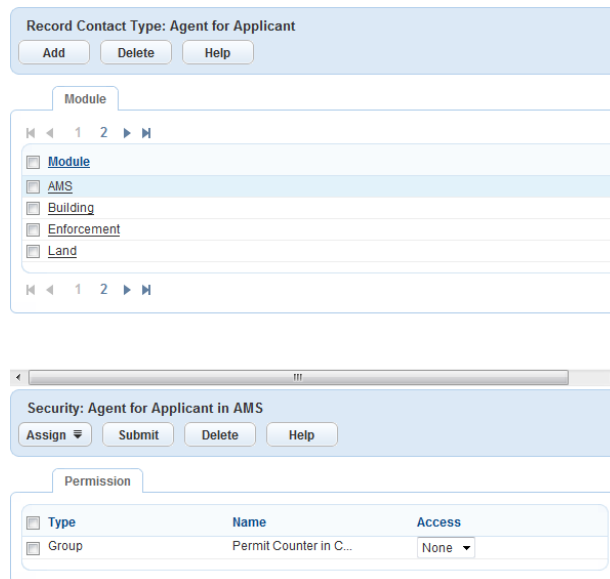 Record Contact Type: Agent for Applicant
Add Delete Help
Module
1 2
Module
AMS
Building
Enforcement
Land
1 2
Security: Agent for Applicant in AMS
Assign Submit Delete Help
Permission
Type Name Access
Group Permit Counter in C... None